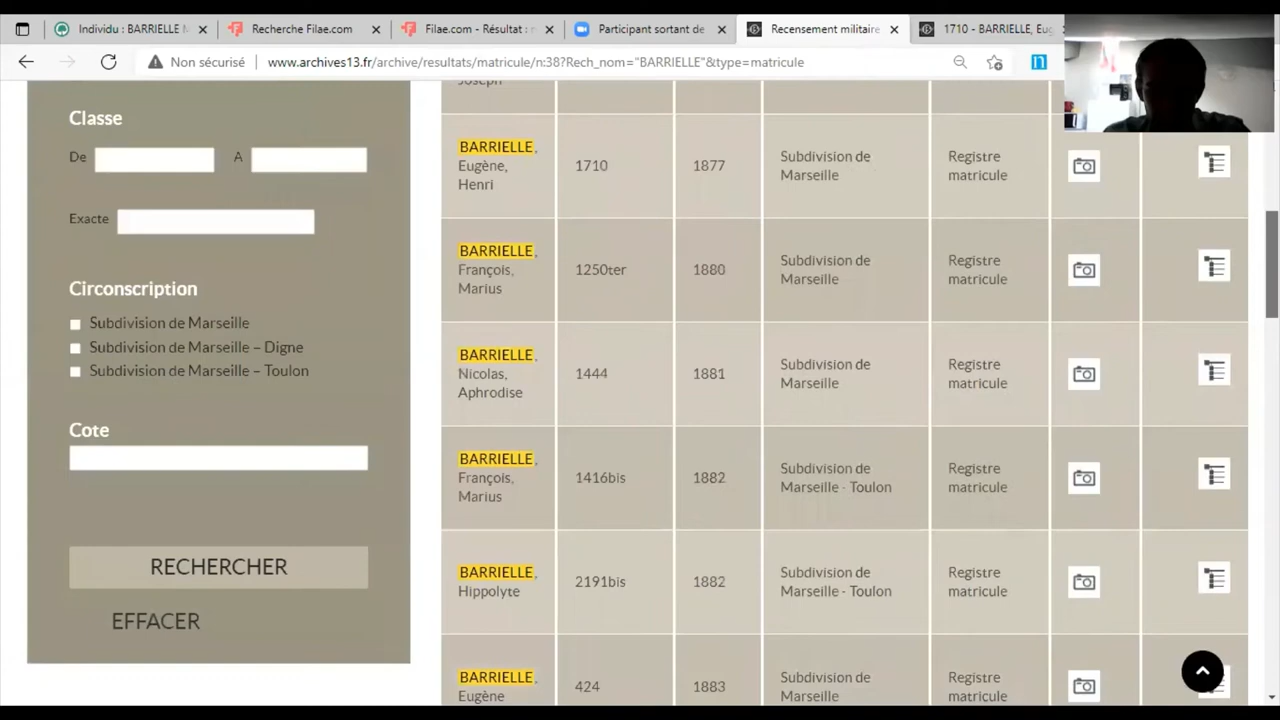 Individu : BARRIELLE
Recherche Filae.com
Filae.com - Résultat :
Participant sortant de
Recensement militaire
1710 - BARRIELLE, Eug
Non sécurisé
www.archives13.fr/archive/resultats/matricule/n:38?Rech_nom="BARRIELLE"&type=matricule
Classe
De
A
Exacte
Circonscription
Subdivision de Marseille
Subdivision de Marseille – Digne
Subdivision de Marseille – Toulon
Cote
RECHERCHER
EFFACER
Joseph
BARRIELLE,
Eugène,
Henri
1710
1877
Subdivision de
Marseille
Registre
matricule
BARRIELLE,
François,
Marius
1250ter
1880
Subdivision de
Marseille
Registre
matricule
BARRIELLE,
Nicolas,
Aphrodise
1444
1881
Subdivision de
Marseille
Registre
matricule
BARRIELLE,
François,
Marius
1416bis
1882
Subdivision de
Marseille - Toulon
Registre
matricule
BARRIELLE,
Hippolyte
2191bis
1882
Subdivision de
Marseille - Toulon
Registre
matricule
BARRIELLE,
Eugène
424
1883
Subdivision de
Marseille
Registre
matricule